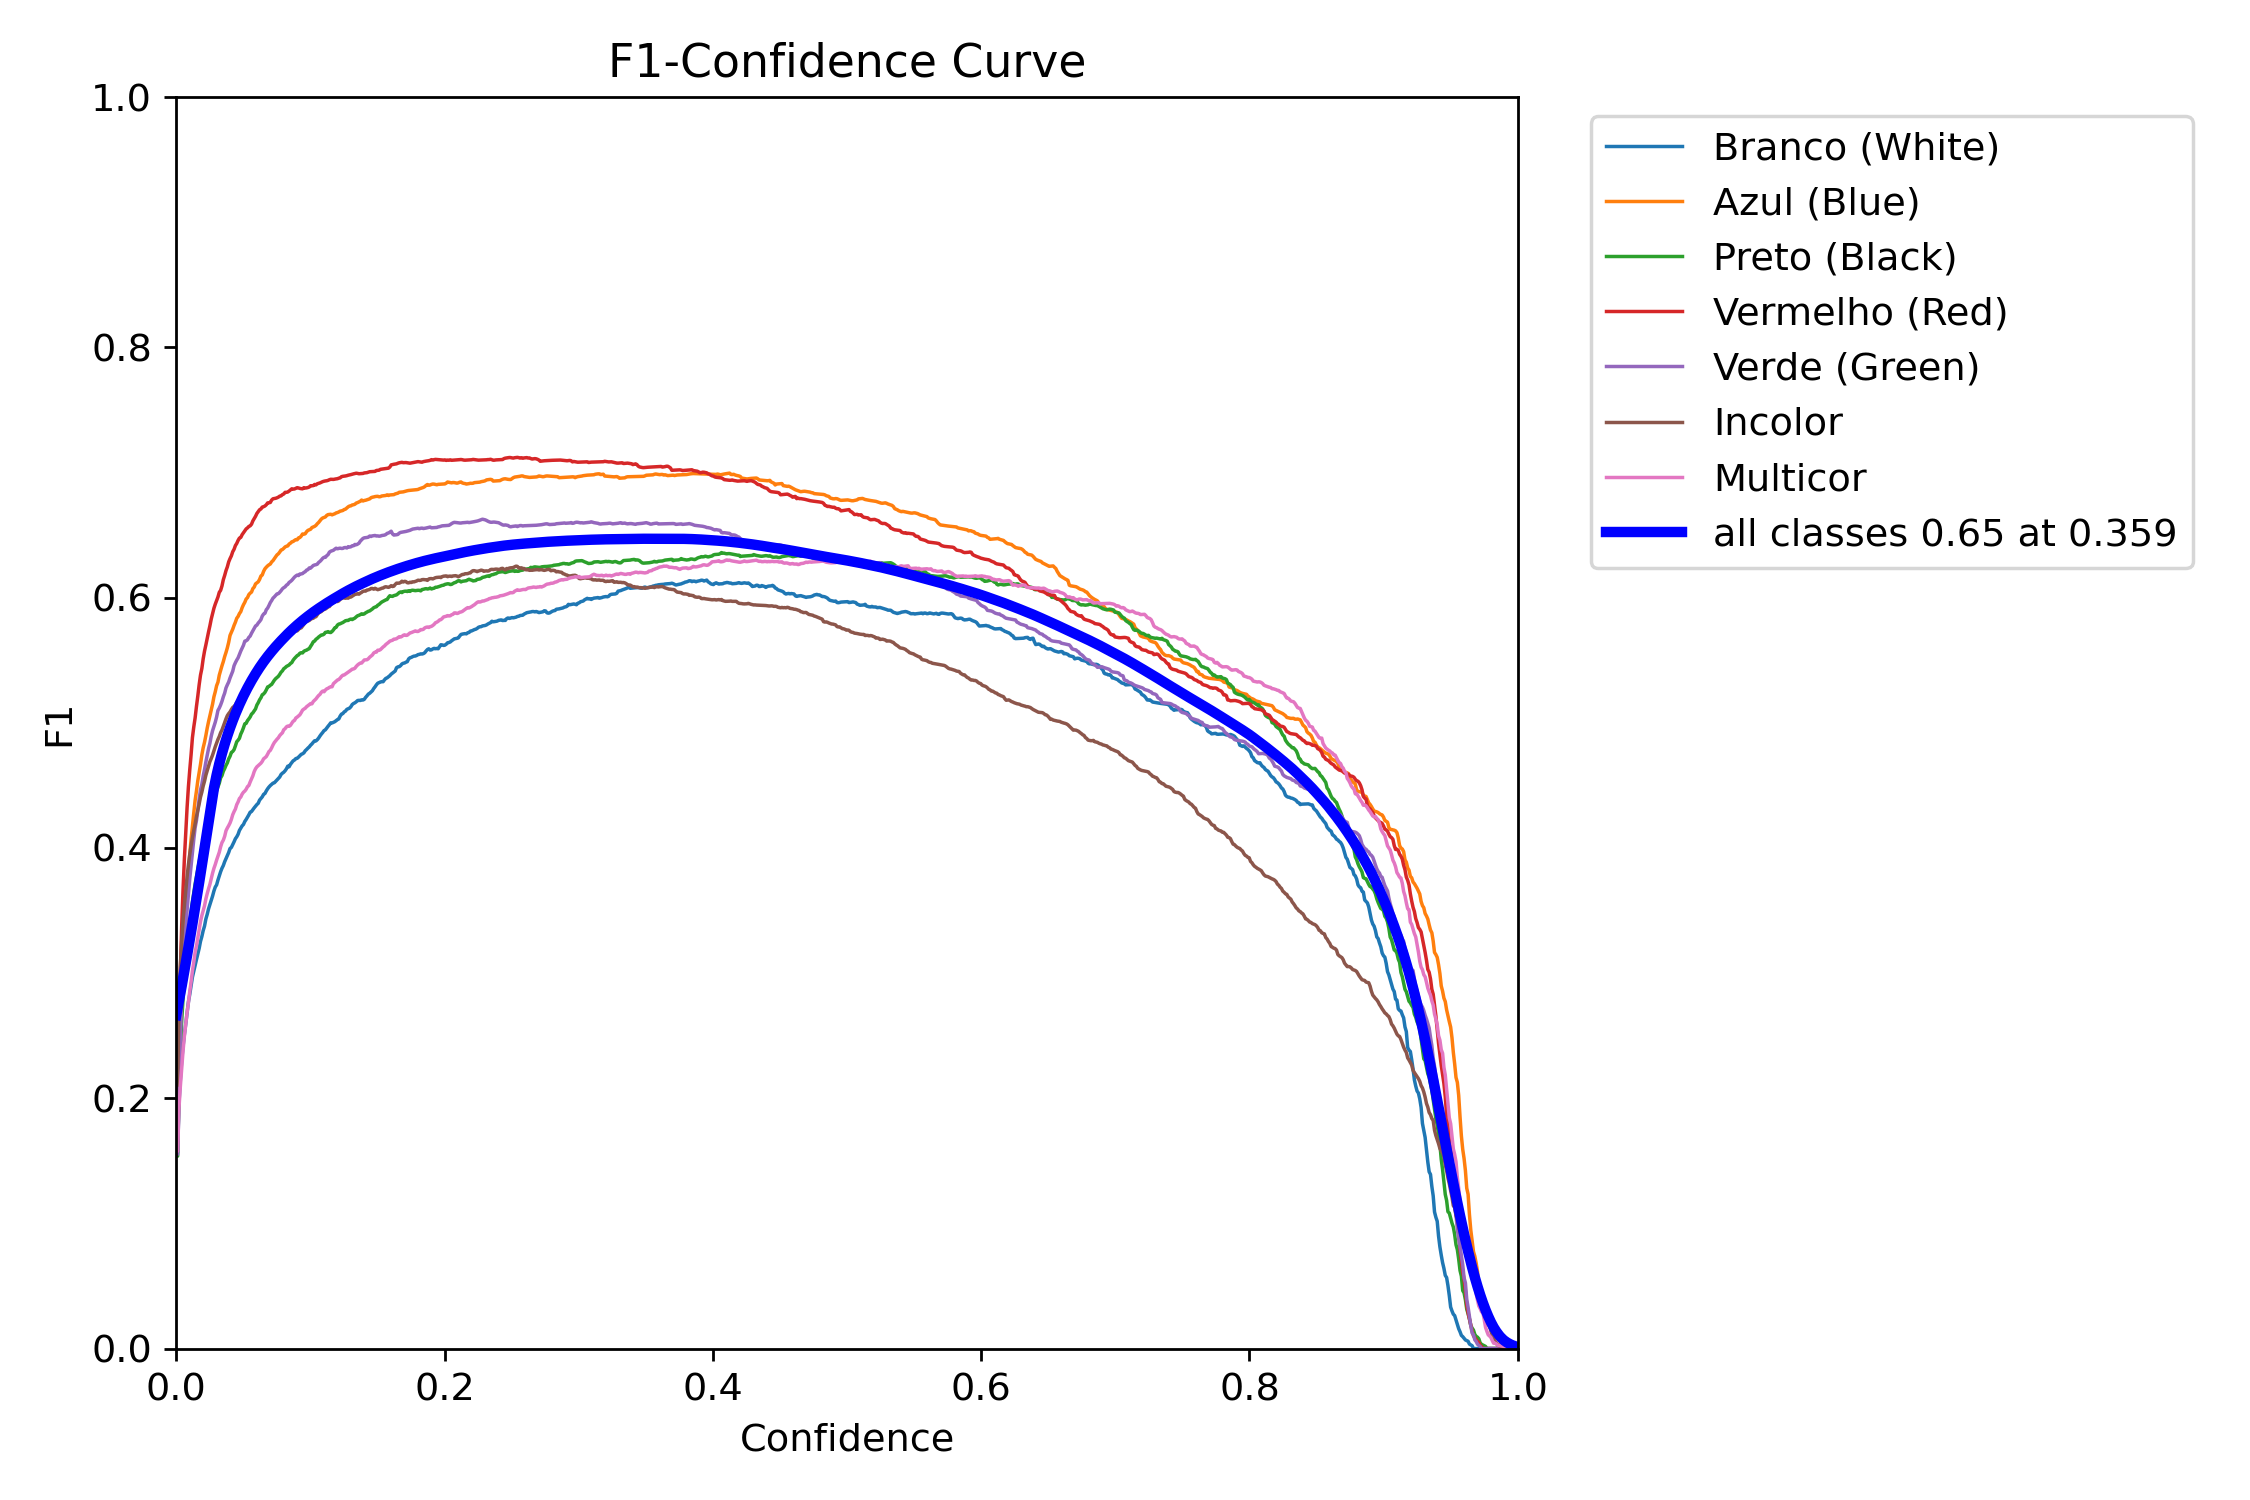 F1-Confidence Curve
1.0
0.8
0.6
0.4
0.2
0.0
F1
0.0 0.2 0.4 0.6 0.8 1.0
Confidence
Branco (White)
Azul (Blue)
Preto (Black)
Vermelho (Red)
Verde (Green)
Incolor
Multicor
all classes 0.65 at 0.359